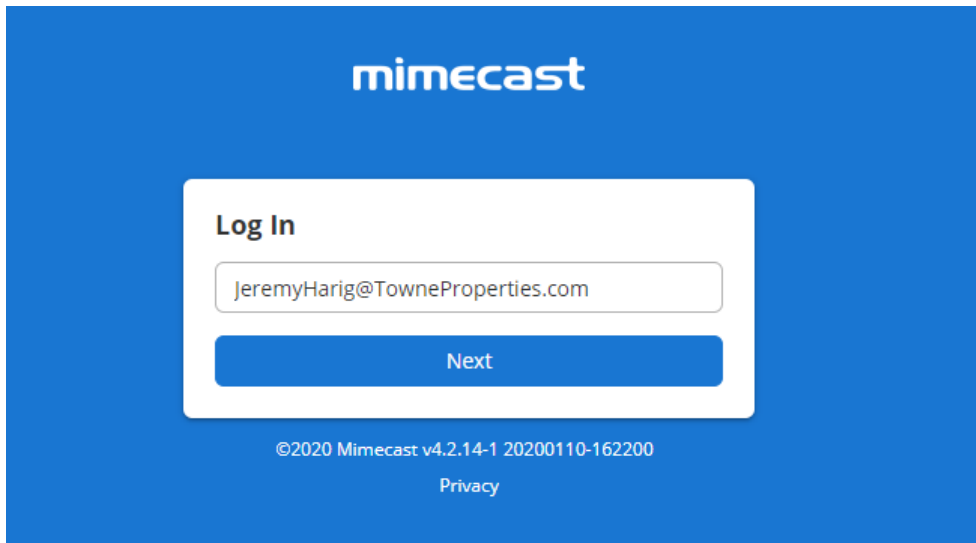 mimecast
Log In
JeremyHarig@TowneProperties.com
Next
©2020 Mimecast v4.2.14-1 20200110-162200
Privacy